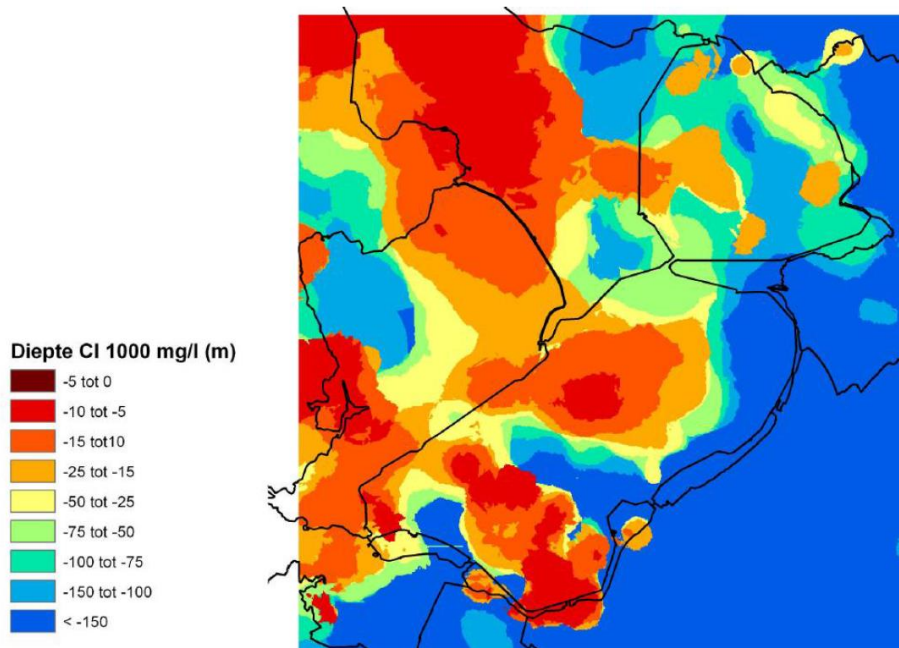 Diepte Cl 1000 mg/l (m)
-5 tot 0
-10 tot -5
-15 tot10
-25 tot -15
-50 tot -25
-75 tot -50
-100 tot -75
-150 tot -100
< -150